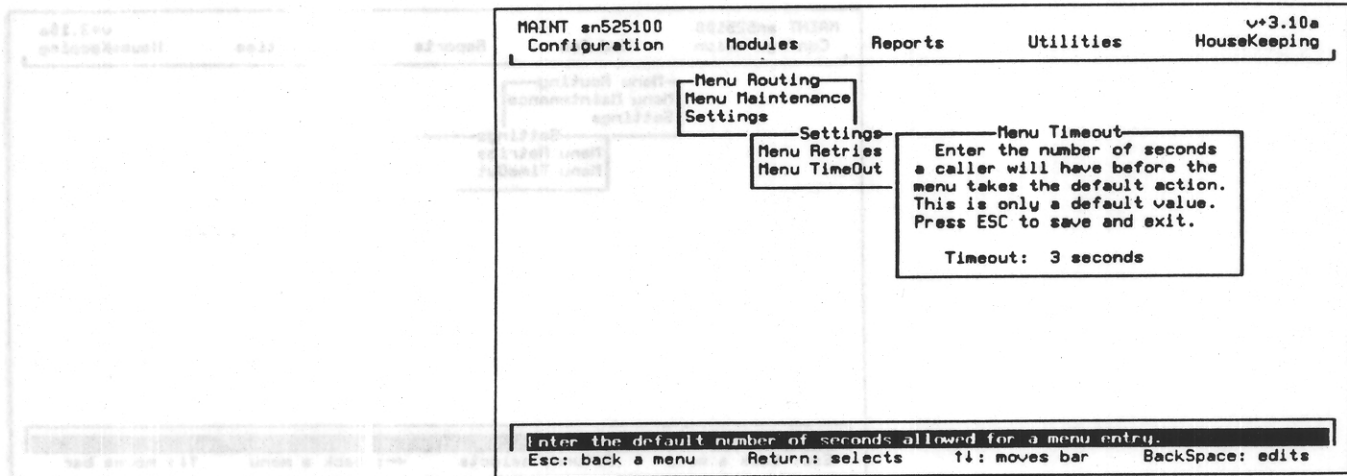 MAINT sn525100 v+3.10a
Configuration Modules Reports Utilities HouseKeeping
Menu Routing
Menu Maintenance
Settings
Settings
Menu Retries
Menu TimeOut
Menu Timeout
Enter the number of seconds
a caller will have before the
menu takes the default action.
This is only a default value.
Press ESC to save and exit.
Timeout: 3 seconds
Enter the default number of seconds allowed for a menu entry.
Esc: back a menu Return: selects ↑↓: moves bar BackSpace: edits